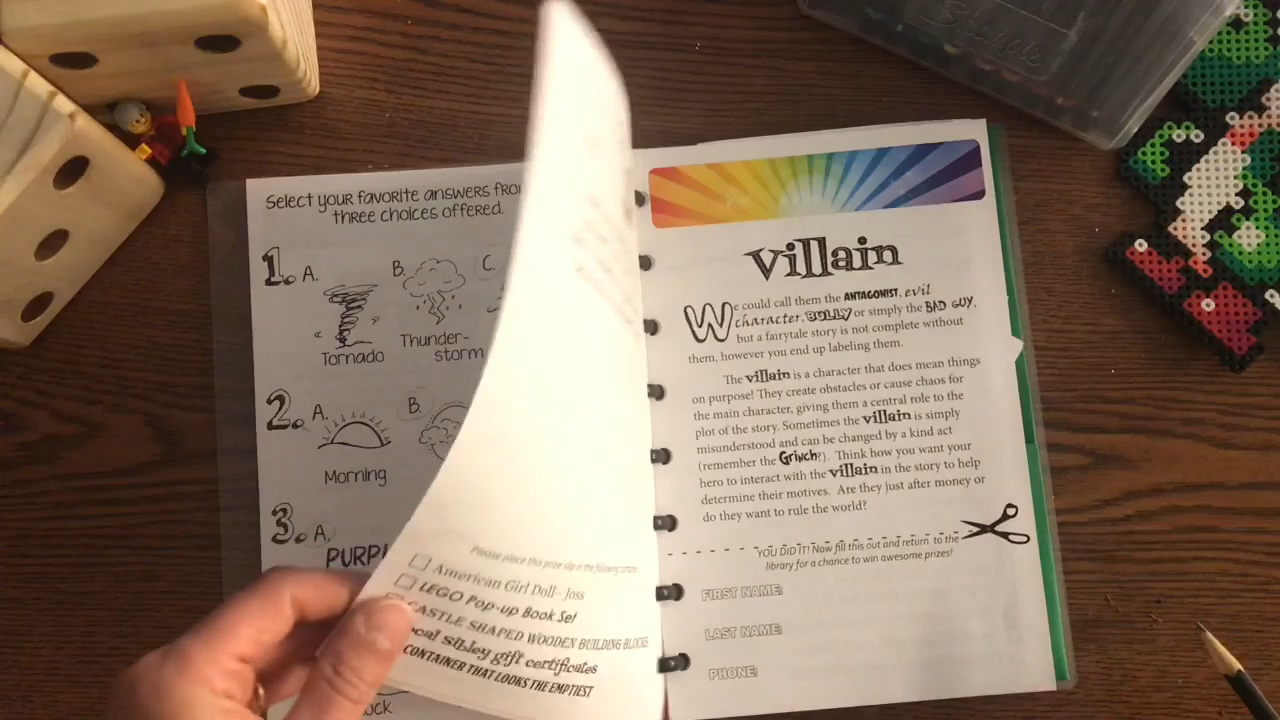 Sharpie
Select your favorite answers
three choices offered.
1. A.
B.
C.
Tornado
Thunder-
storm
2. A.
B.
Morning
3. A.
Please place this prize slip in the following container
American Girl Doll- Joss
LEGO Pop-up Book Set
CASTLE SHAPED WOODEN BUILDING BLOCKS
Sibley gift certificates
CONTAINER THAT LOOKS THE EMPTIEST
Villain
We could call them the ANTAGONIST, evil
character, BULLY or simply the BAD GUY,
but a fairytale story is not complete without
them, however you end up labeling them.
The villain is a character that does mean things
on purpose! They create obstacles or cause chaos for
the main character, giving them a central role to the
plot of the story. Sometimes the villain is simply
misunderstood and can be changed by a kind act
(remember the Grinch?). Think how you want your
hero to interact with the villain in the story to help
determine their motives. Are they just after money or
do they want to rule the world?
YOU DID IT! Now fill this out and return to the
library for a chance to win awesome prizes!
FIRST NAME:
LAST NAME:
PHONE: